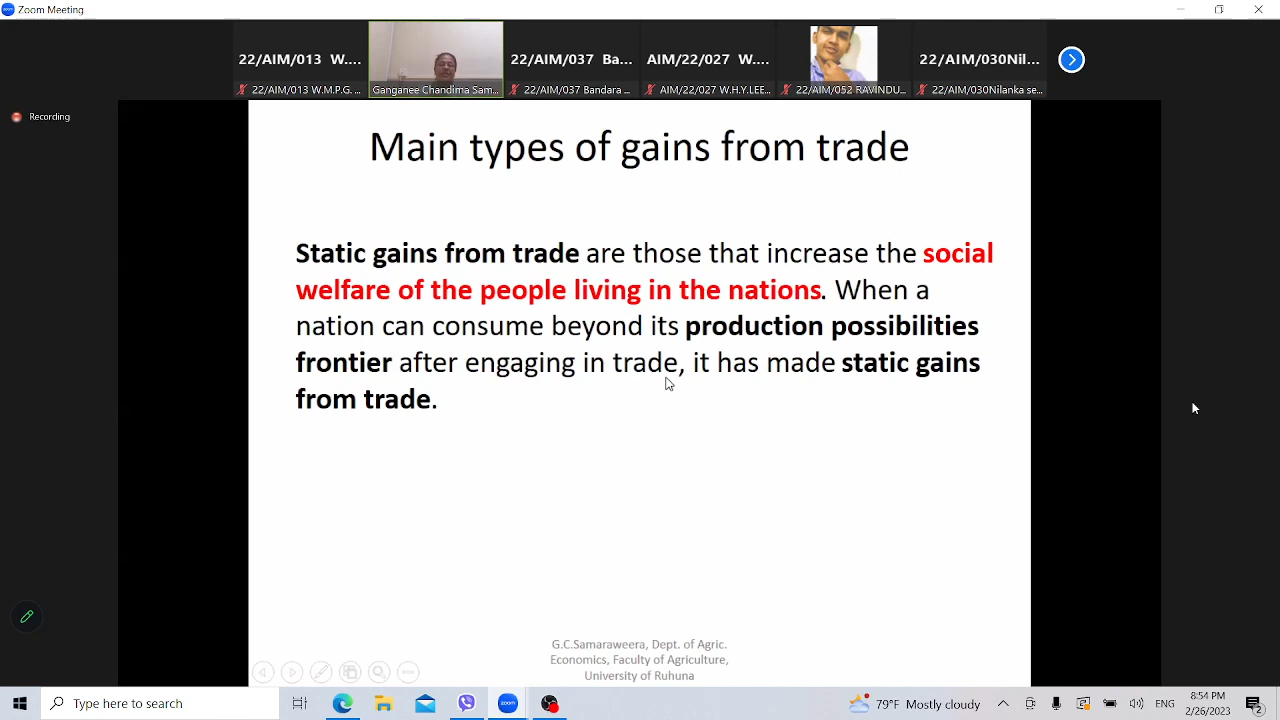 Zoom Meeting
22/AIM/013 W....
22/AIM/037 Ba...
AIM/22/027 W....
22/AIM/030Nil...
22/AIM/013 W.M.P.G. ...
Ganganee Chandima Sam...
22/AIM/037 Bandara ...
AIM/22/027 W.H.Y.LEE...
22/AIM/052 RAVINDU...
22/AIM/030Nilanka se...
Recording
Main types of gains from trade
Static gains from trade are those that increase the social
welfare of the people living in the nations. When a
nation can consume beyond its production possibilities
frontier after engaging in trade, it has made static gains
from trade.
G.C.Samaraweera, Dept. of Agric.
Economics, Faculty of Agriculture,
University of Ruhuna
Type here to search
zoom
79°F Mostly cloudy
ENG
8:54 PM
2/26/2023
2